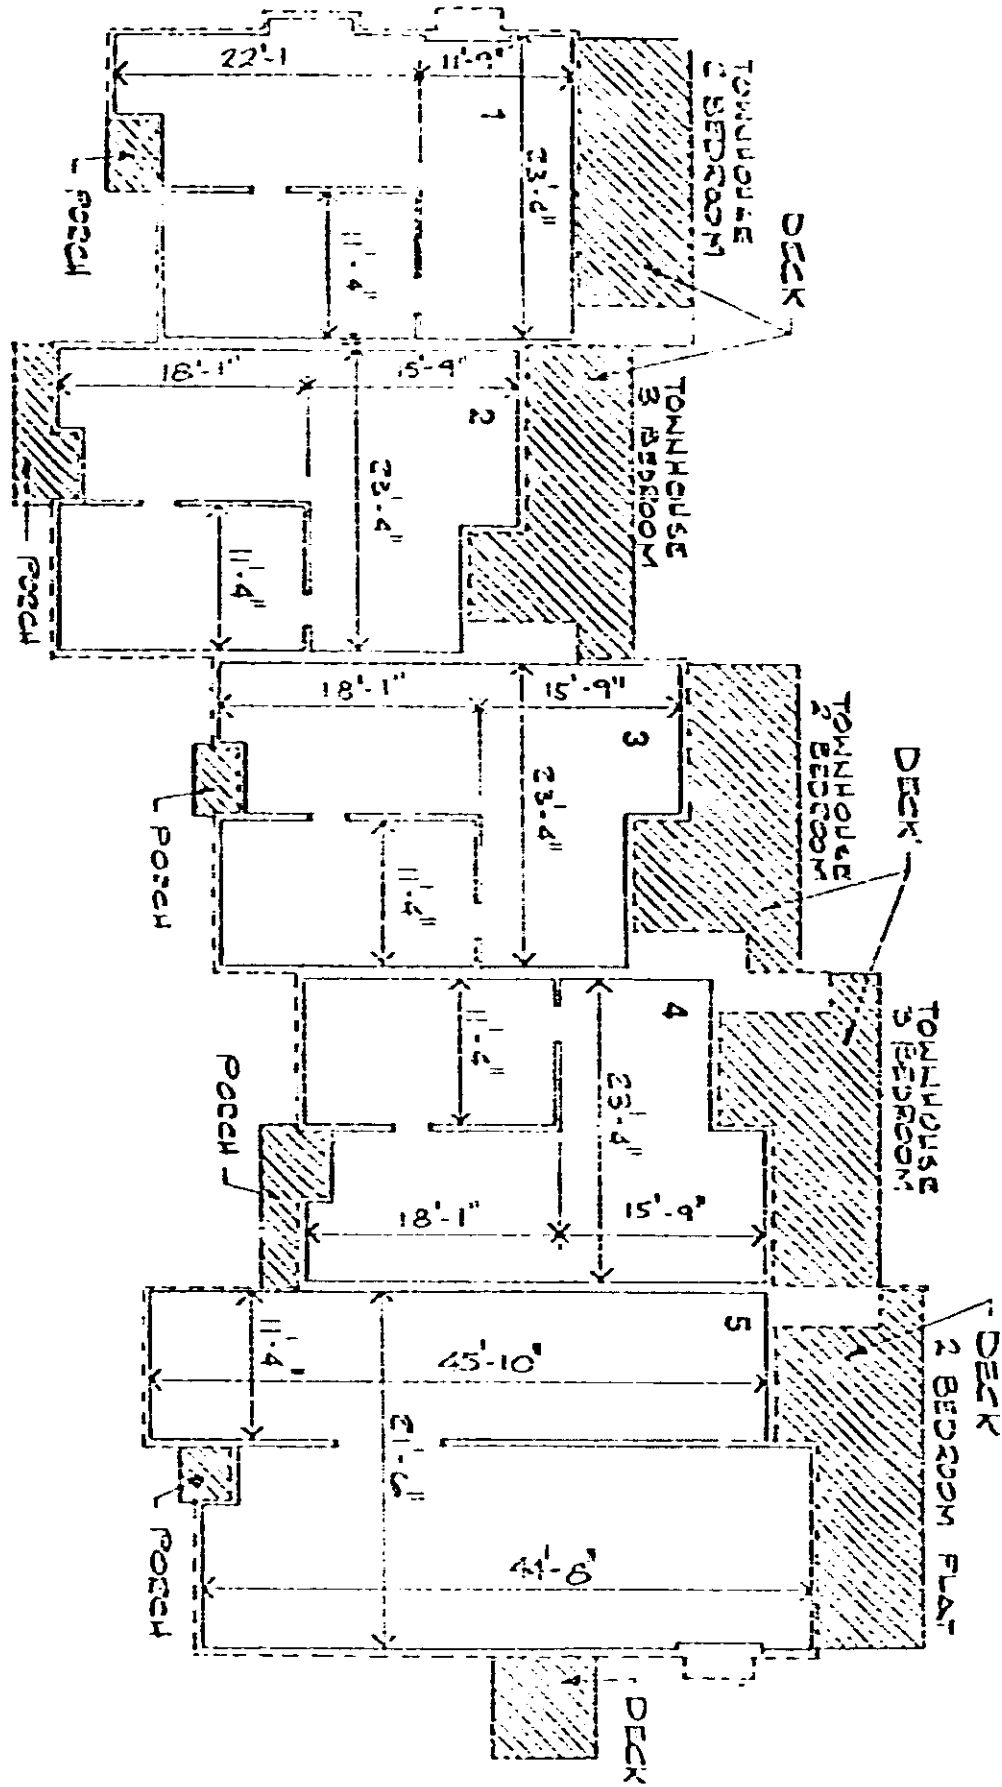 TOWNHOUSE
2 BEDROOM
22'-1
11'-9"
1
23'-6"
11'-4"
PORCH
DECK
TOWNHOUSE
3 BEDROOM
18'-1"
15'-9"
2
23'-4"
11'-4"
PORCH
TOWNHOUSE
2 BEDROOM
18'-1"
15'-9"
3
23'-4"
11'-4"
PORCH
DECK
TOWNHOUSE
3 BEDROOM
4
11'-4"
23'-4"
18'-1"
15'-9"
PORCH
DECK
2 BEDROOM FLAT
5
11'-4"
45'-10"
44'-8"
PORCH
DECK